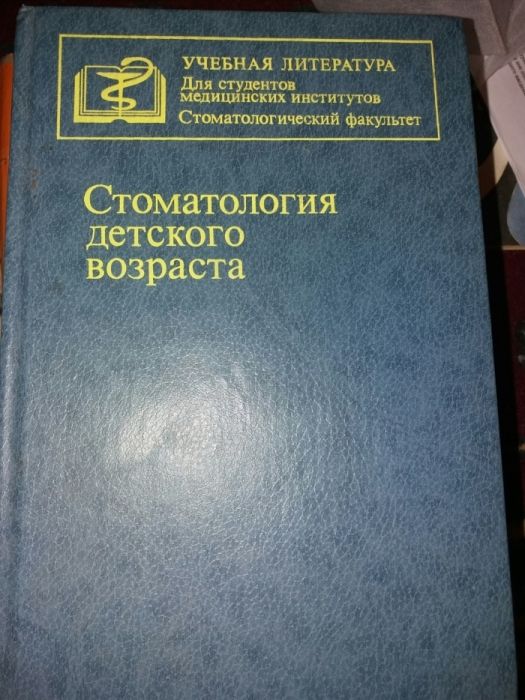 УЧЕБНАЯ ЛИТЕРАТУРА
Для студентов
медицинских институтов
Стоматологический факультет
Стоматология
детского
возраста